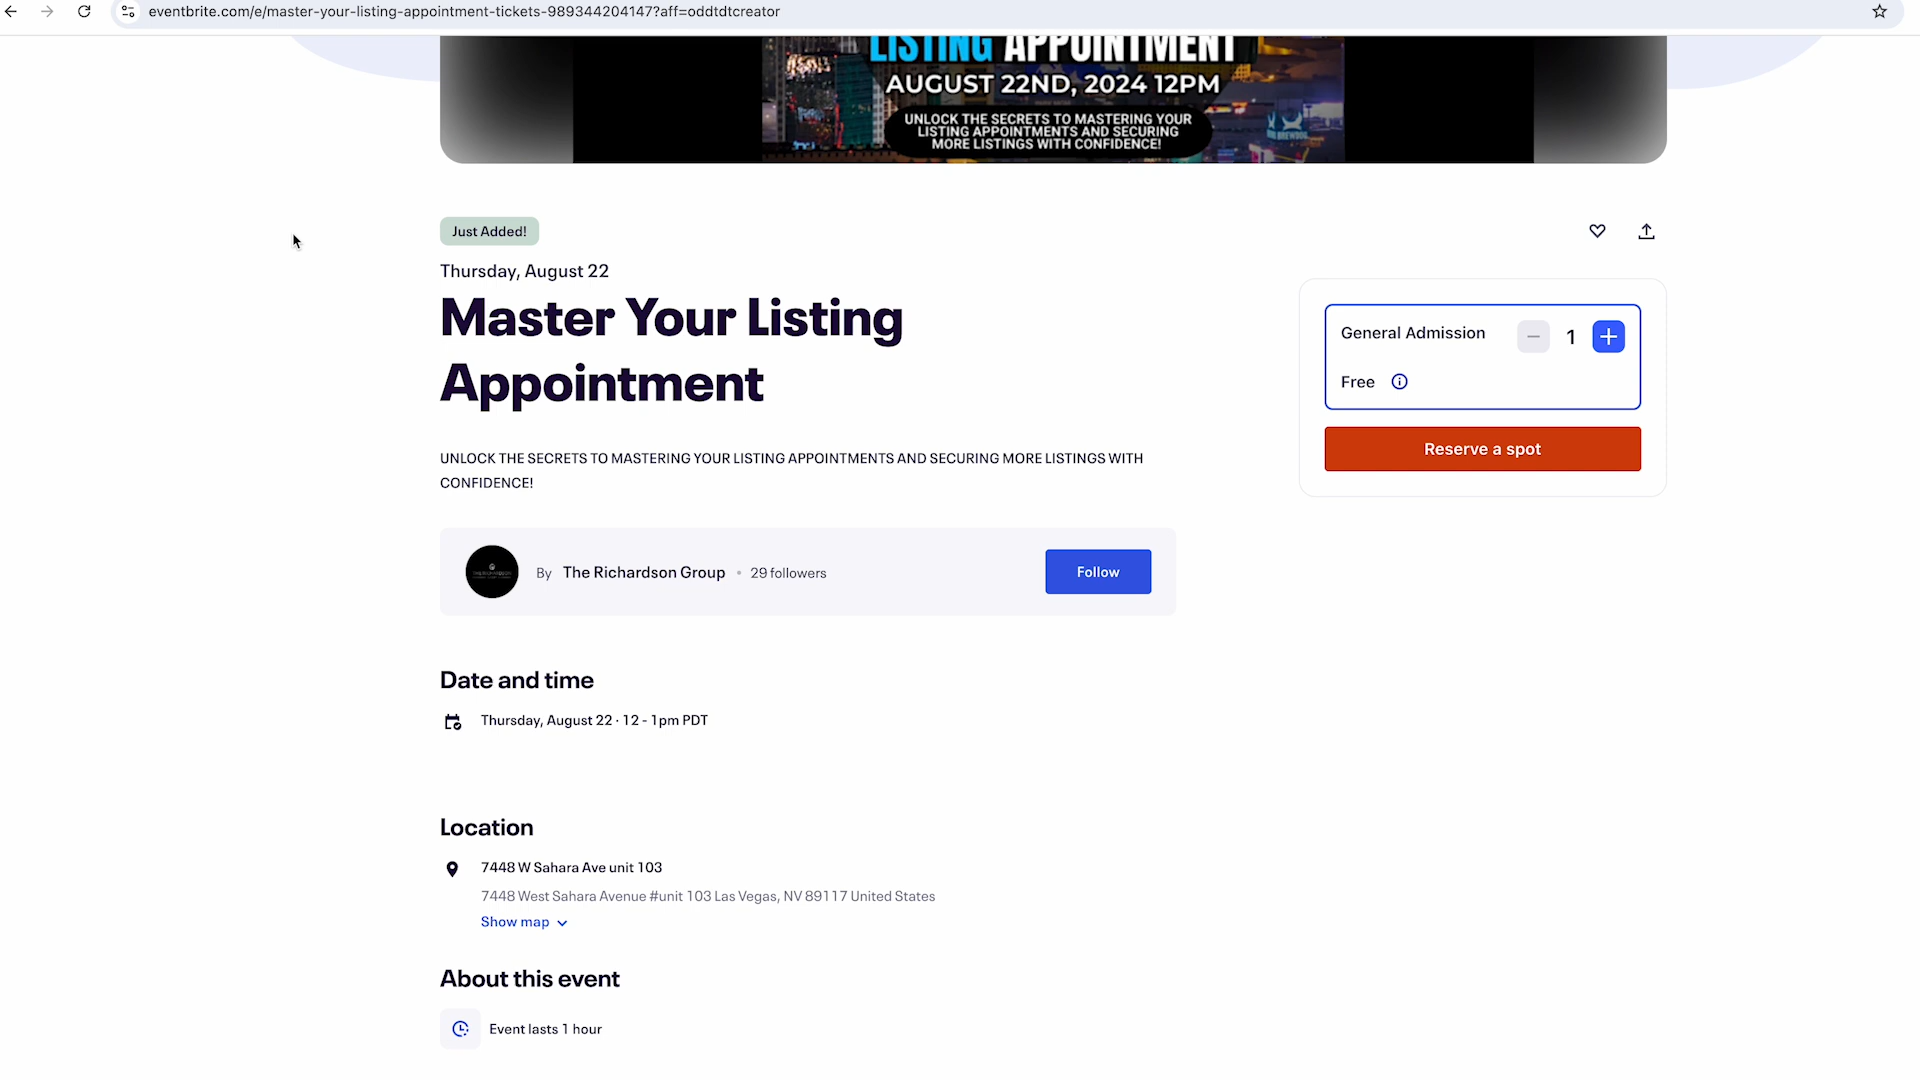 eventbrite.com/e/master-your-listing-appointment-tickets-989344204147?aff=oddtdtcreator
LISTING APPOINTMENT
AUGUST 22ND, 2024 12PM
UNLOCK THE SECRETS TO MASTERING YOUR
LISTING APPOINTMENTS AND SECURING
MORE LISTINGS WITH CONFIDENCE!
Just Added!
Thursday, August 22
Master Your Listing
Appointment
General Admission
1
Free
Reserve a spot
UNLOCK THE SECRETS TO MASTERING YOUR LISTING APPOINTMENTS AND SECURING MORE LISTINGS WITH
CONFIDENCE!
By The Richardson Group • 29 followers
Follow
Date and time
Thursday, August 22 · 12 - 1pm PDT
Location
7448 W Sahara Ave unit 103
7448 West Sahara Avenue #unit 103 Las Vegas, NV 89117 United States
Show map
About this event
Event lasts 1 hour